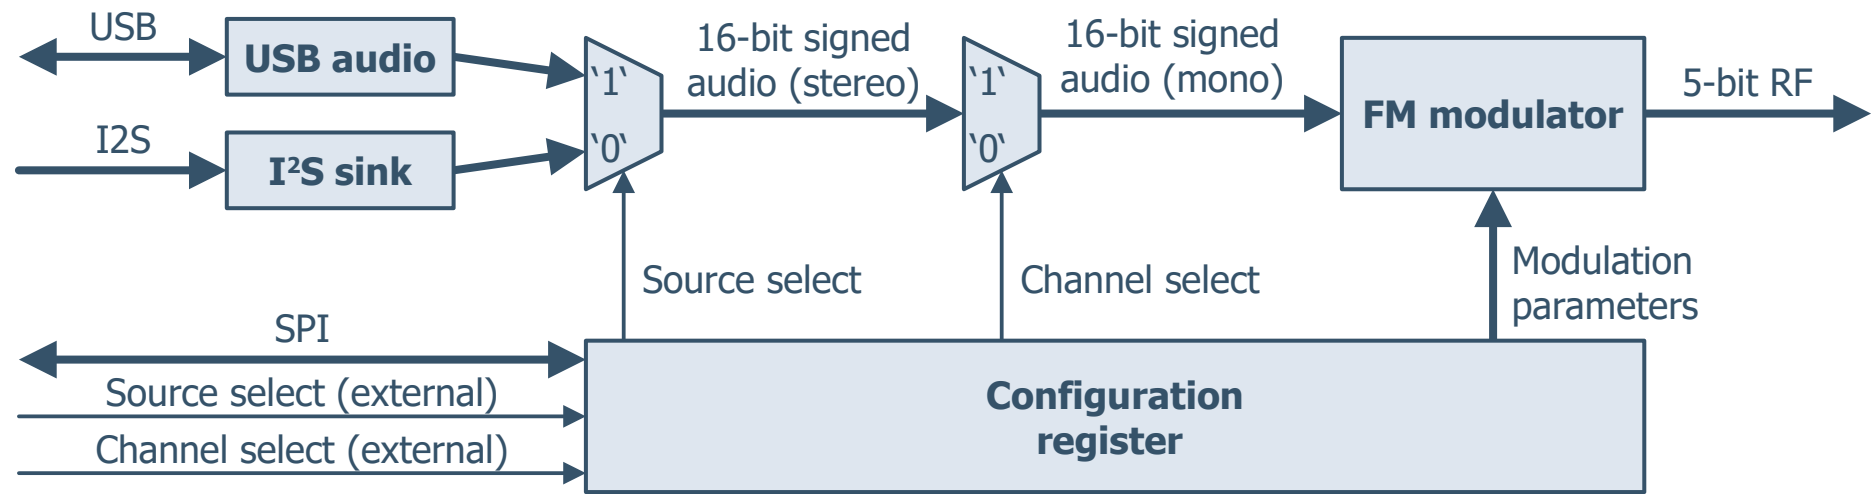 USB
USB audio
I2S
I²S sink
‘1‘
‘0‘
16-bit signed
audio (stereo)
‘1‘
‘0‘
16-bit signed
audio (mono)
FM modulator
5-bit RF
Source select
Channel select
Modulation
parameters
SPI
Source select (external)
Channel select (external)
Configuration
register